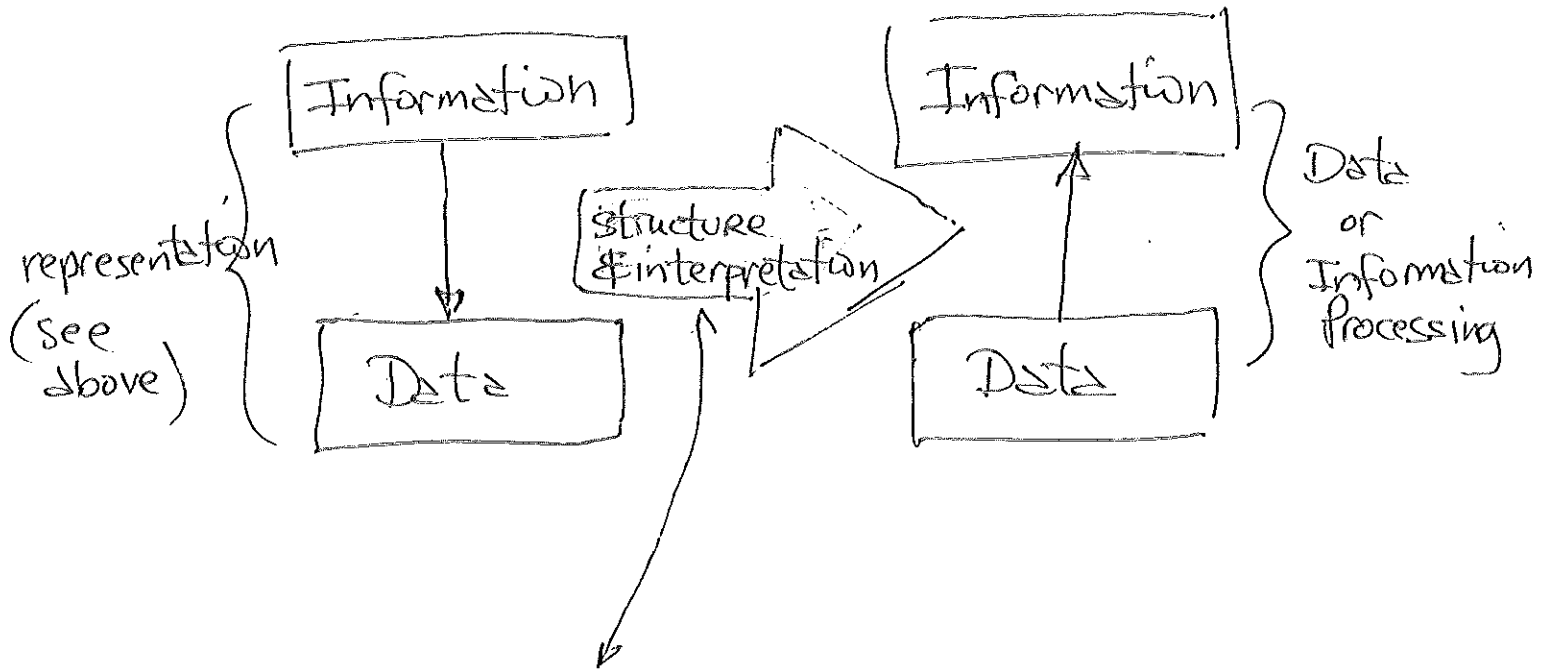 Information
Information
representation
(see
above)
structure
& interpretation
Data
or
Information
Processing
Data
Data